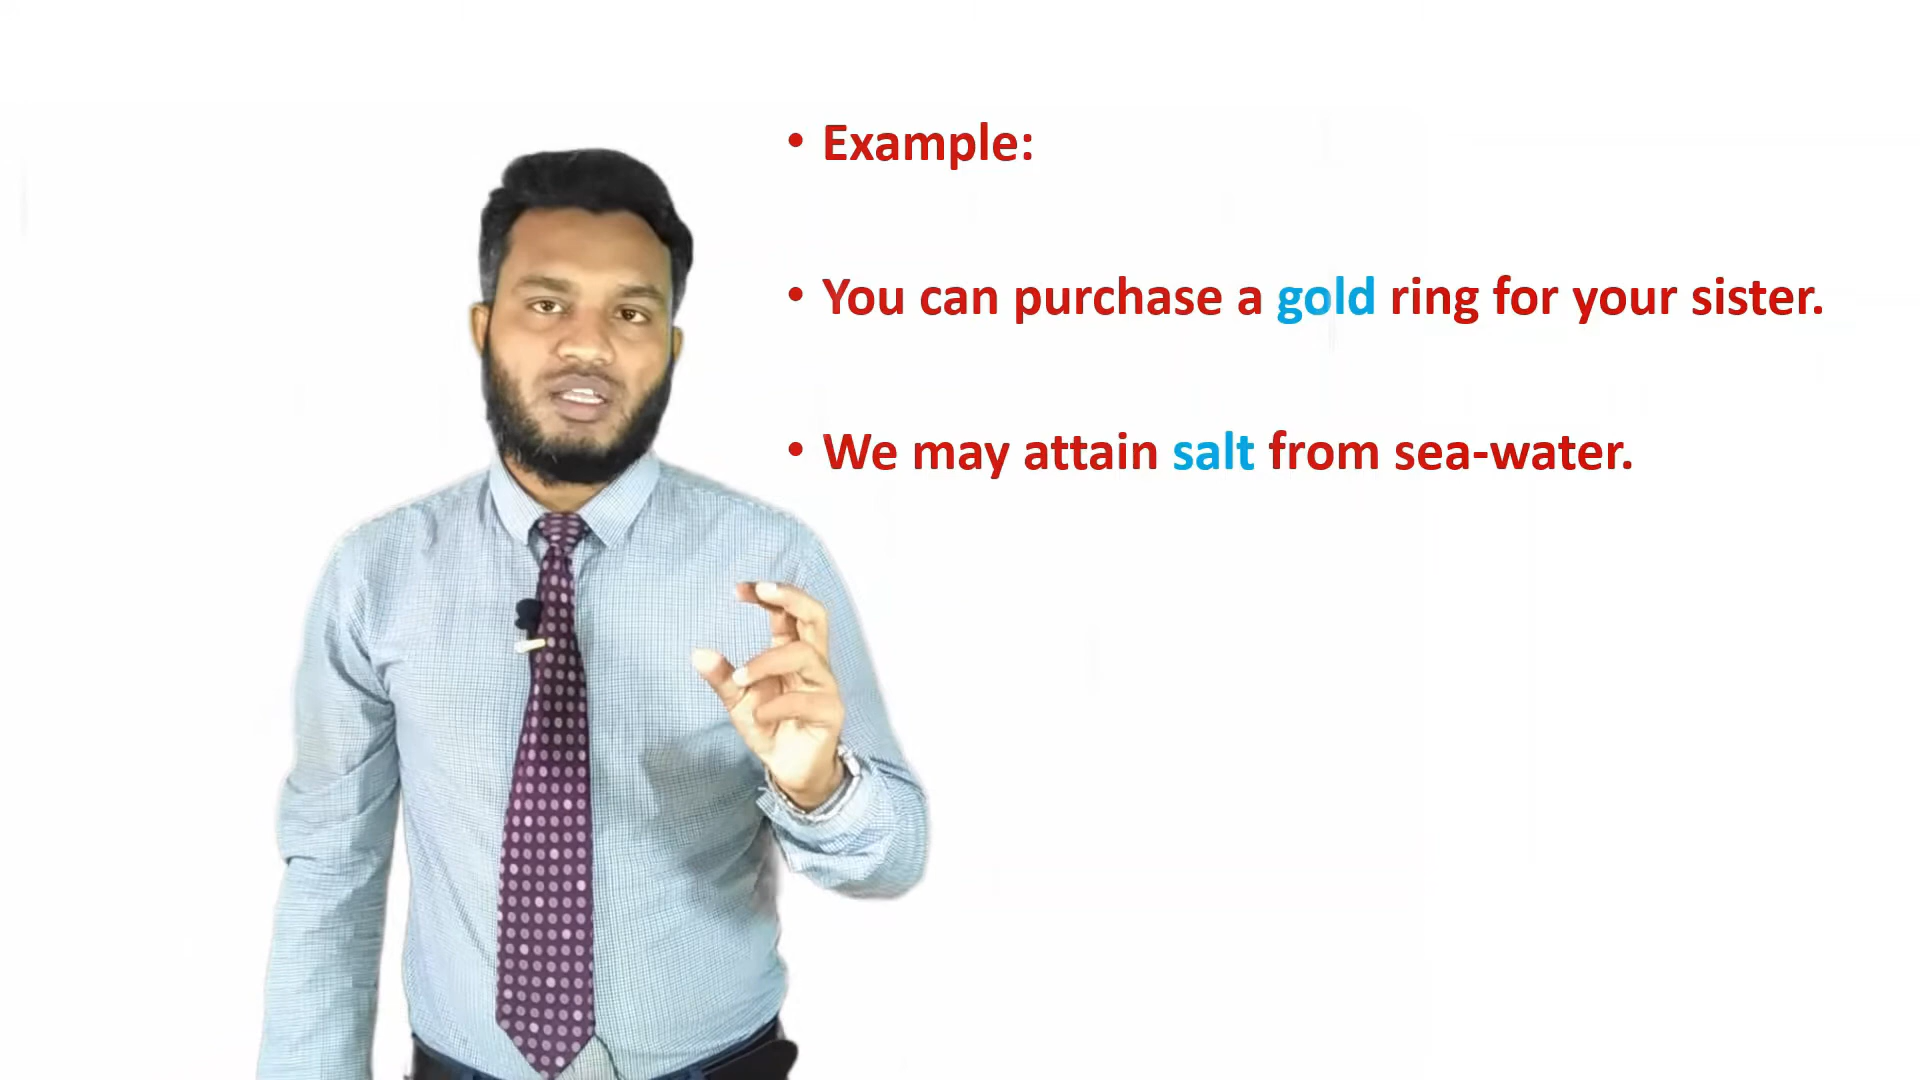 • Example:
• You can purchase a gold ring for your sister.
• We may attain salt from sea-water.